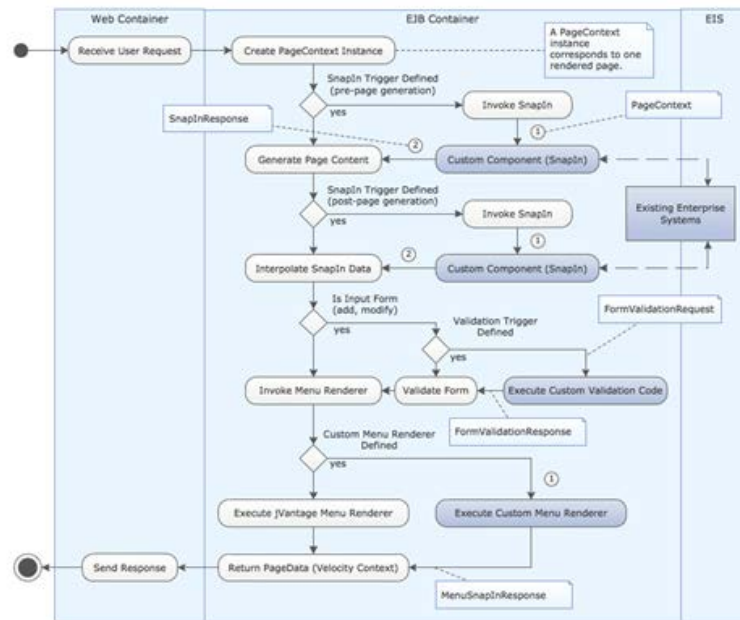 Web Container
EJB Container
EIS
Receive User Request
Create PageContext Instance
A PageContext
instance
corresponds to one
rendered page.
SnapIn Trigger Defined
(pre-page generation)
yes
Invoke SnapIn
PageContext
SnapInResponse
1
2
Generate Page Content
Custom Component (SnapIn)
SnapIn Trigger Defined
(post-page generation)
yes
Invoke SnapIn
Existing Enterprise
Systems
1
2
Interpolate SnapIn Data
Custom Component (SnapIn)
Is Input Form
(add, modify)
yes
Validation Trigger
Defined
yes
FormValidationRequest
Invoke Menu Renderer
Validate Form
Execute Custom Validation Code
FormValidationResponse
Custom Menu Renderer
Defined
yes
1
Execute jVantage Menu Renderer
Execute Custom Menu Renderer
Send Response
Return PageData (Velocity Context)
MenuSnapInResponse